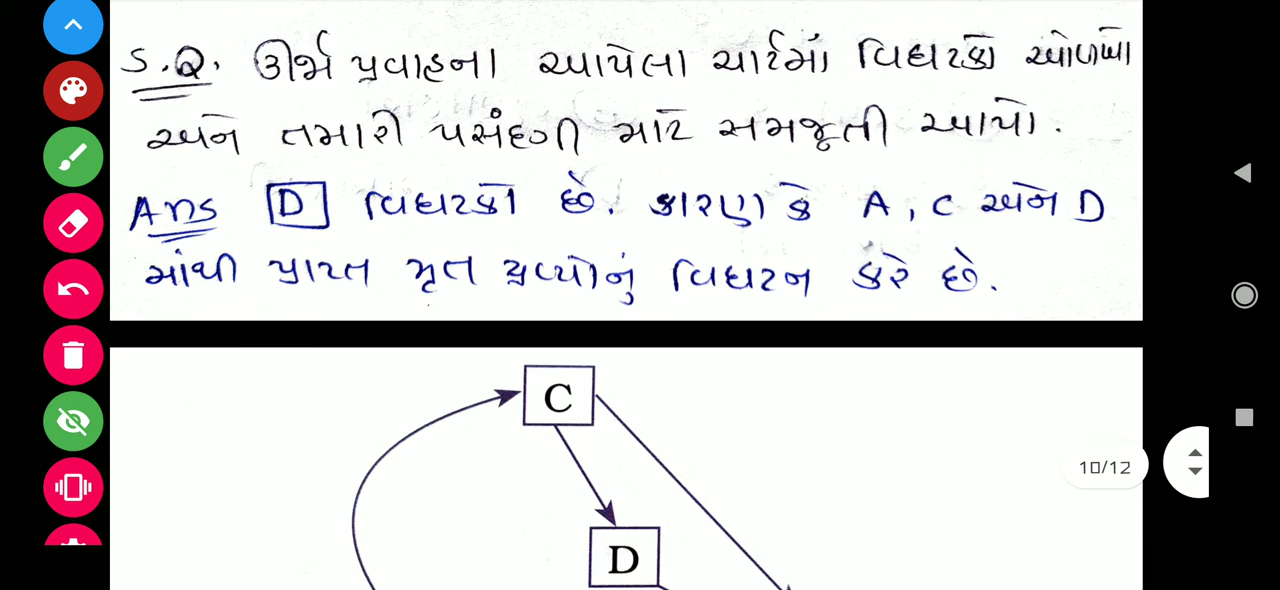 S.Q. ઊર્જા પ્રવાહના આપેલા ચાર્ટમાં વિઘટકો ઓળખો
અને તમારી પસંદગી માટે સમજૂતી આપો.
Ans D વિઘટકો છે. કારણ કે A, C અને D
માંથી પ્રાપ્ત મૃત દ્રવ્યોનું વિઘટન કરે છે.
C
10/12
D